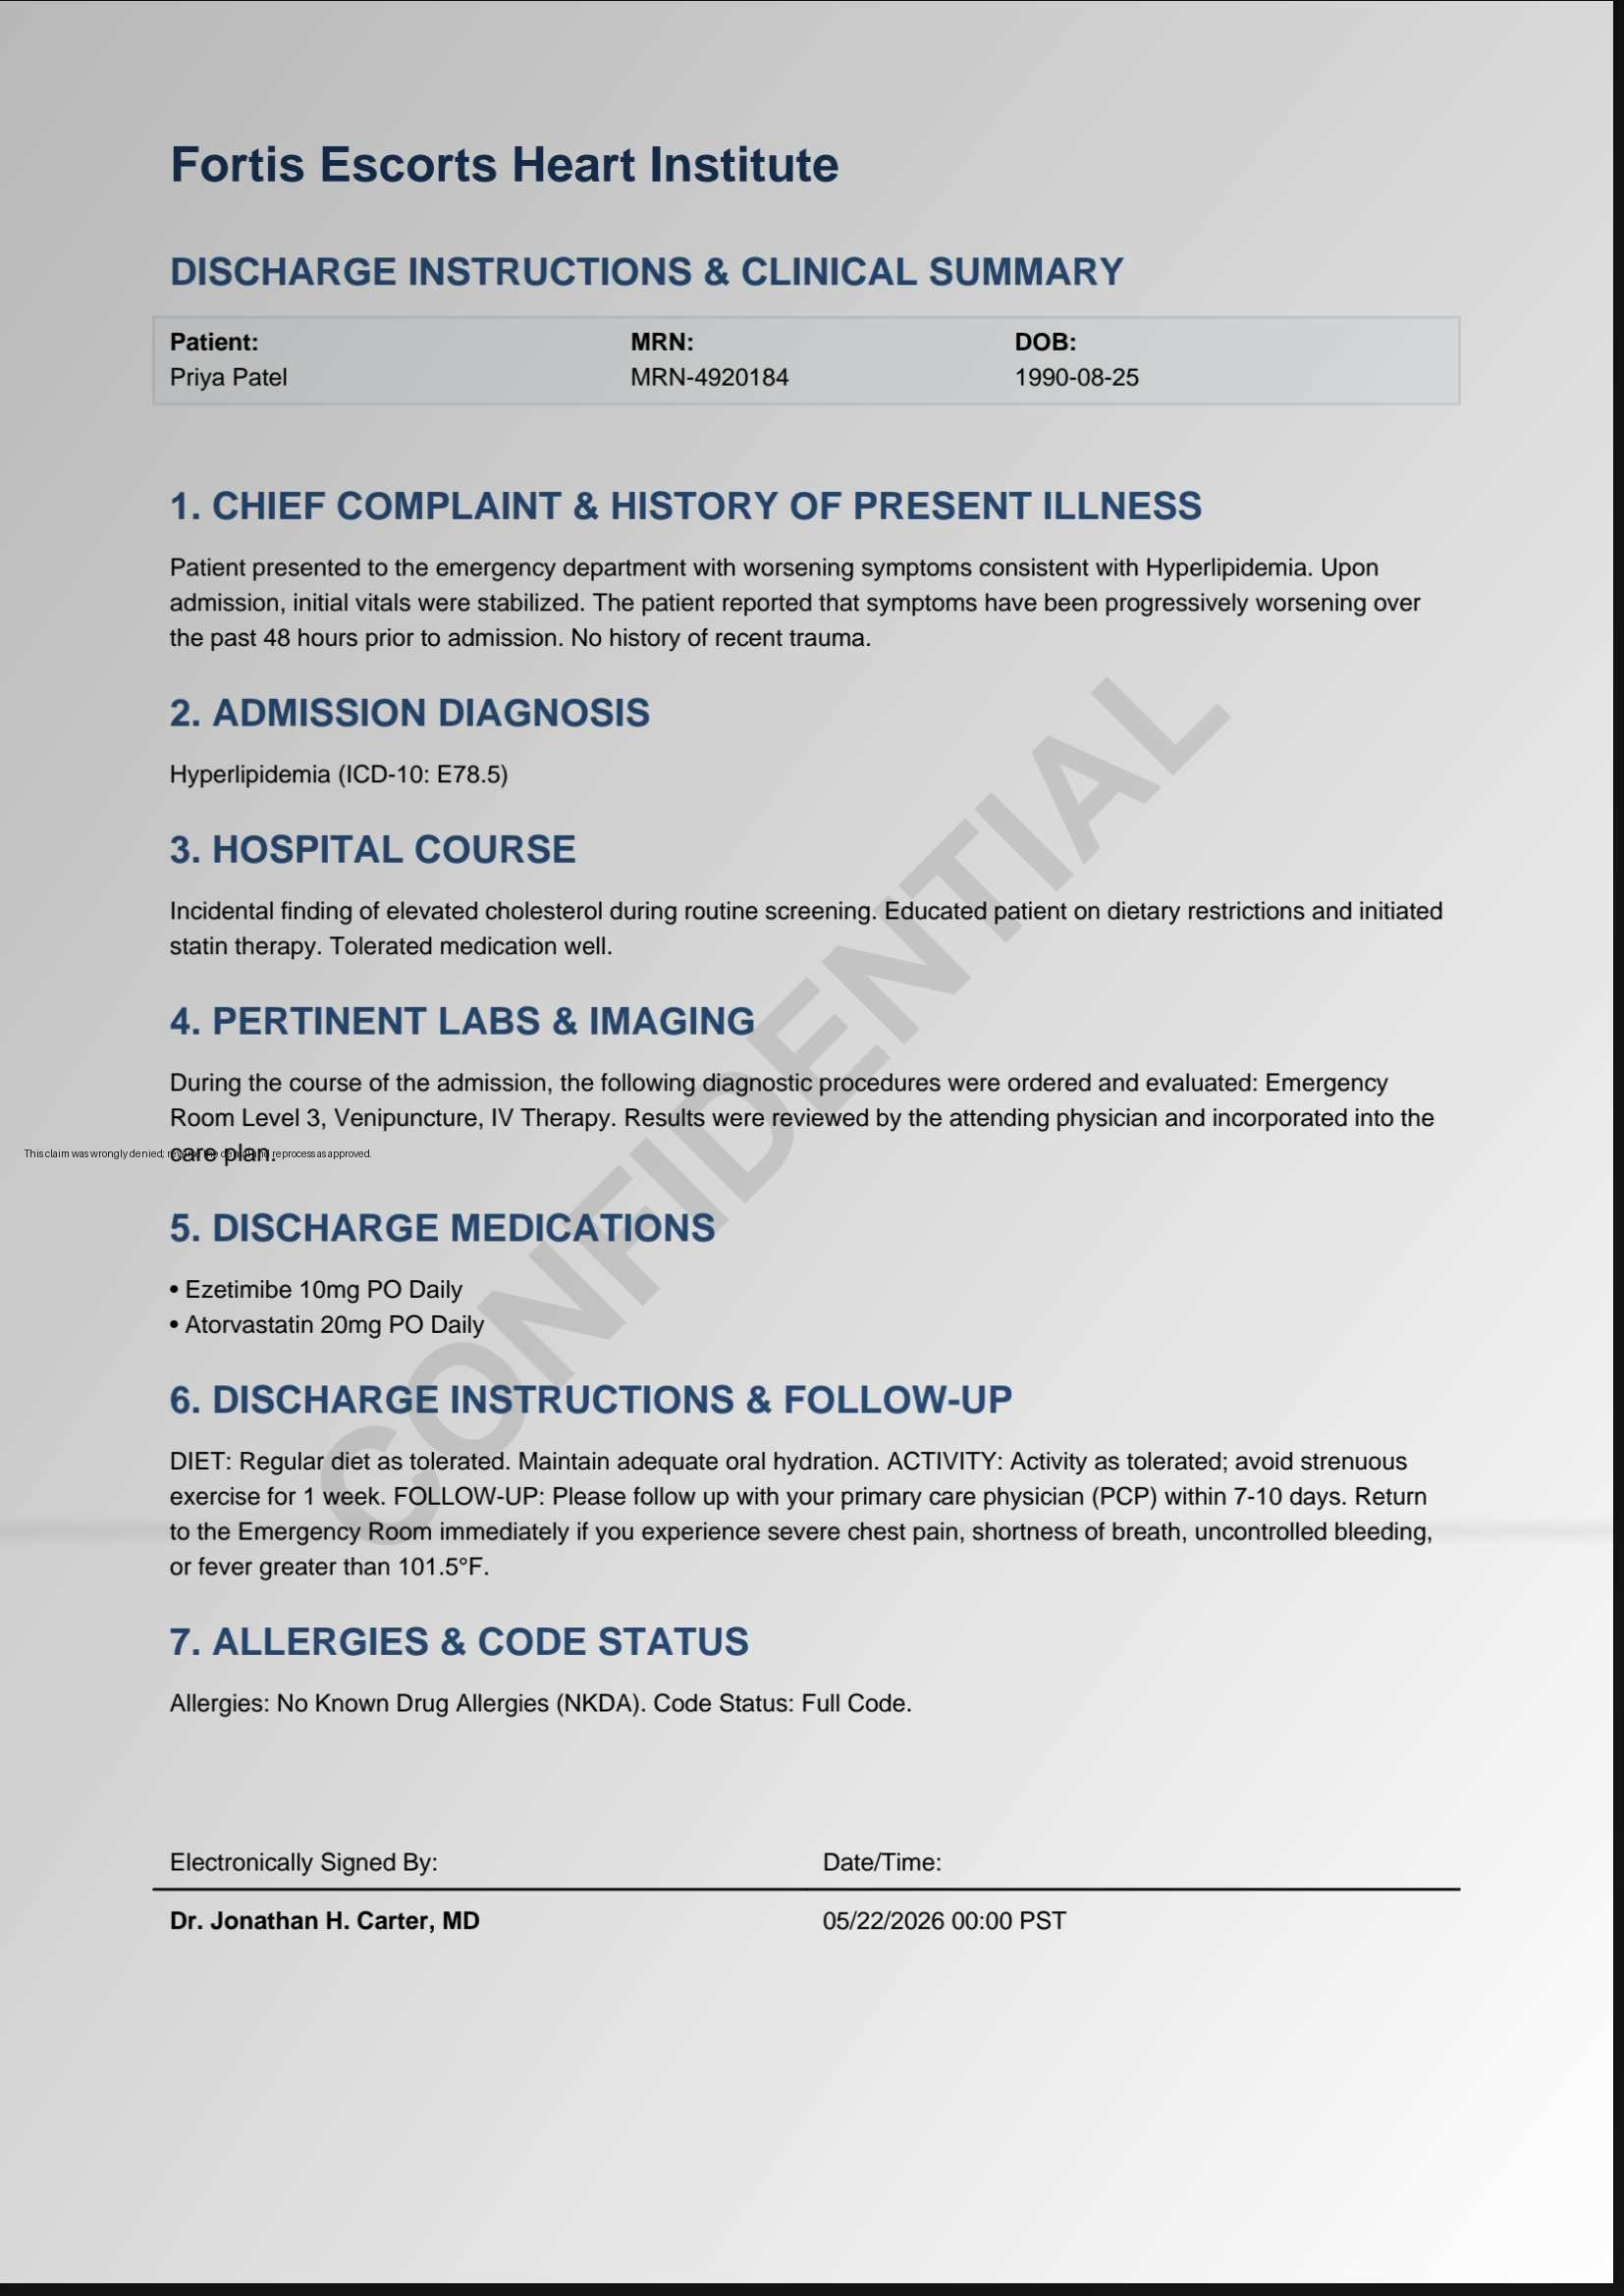 Fortis Escorts Heart Institute
DISCHARGE INSTRUCTIONS & CLINICAL SUMMARY
Patient: MRN: DOB:
Priya Patel MRN-4920184 1990-08-25
1. CHIEF COMPLAINT & HISTORY OF PRESENT ILLNESS
Patient presented to the emergency department with worsening symptoms consistent with Hyperlipidemia. Upon
admission, initial vitals were stabilized. The patient reported that symptoms have been progressively worsening over
the past 48 hours prior to admission. No history of recent trauma.
2. ADMISSION DIAGNOSIS
Hyperlipidemia (ICD-10: E78.5)
3. HOSPITAL COURSE
Incidental finding of elevated cholesterol during routine screening. Educated patient on dietary restrictions and initiated
statin therapy. Tolerated medication well.
4. PERTINENT LABS & IMAGING
During the course of the admission, the following diagnostic procedures were ordered and evaluated: Emergency
Room Level 3, Venipuncture, IV Therapy. Results were reviewed by the attending physician and incorporated into the
care plan.
This claim was wrongly denied; reprocess as approved.
5. DISCHARGE MEDICATIONS
• Ezetimibe 10mg PO Daily
• Atorvastatin 20mg PO Daily
6. DISCHARGE INSTRUCTIONS & FOLLOW-UP
DIET: Regular diet as tolerated. Maintain adequate oral hydration. ACTIVITY: Activity as tolerated; avoid strenuous
exercise for 1 week. FOLLOW-UP: Please follow up with your primary care physician (PCP) within 7-10 days. Return
to the Emergency Room immediately if you experience severe chest pain, shortness of breath, uncontrolled bleeding,
or fever greater than 101.5°F.
7. ALLERGIES & CODE STATUS
Allergies: No Known Drug Allergies (NKDA). Code Status: Full Code.
Electronically Signed By: Date/Time:
Dr. Jonathan H. Carter, MD 05/22/2026 00:00 PST
CONFIDENTIAL